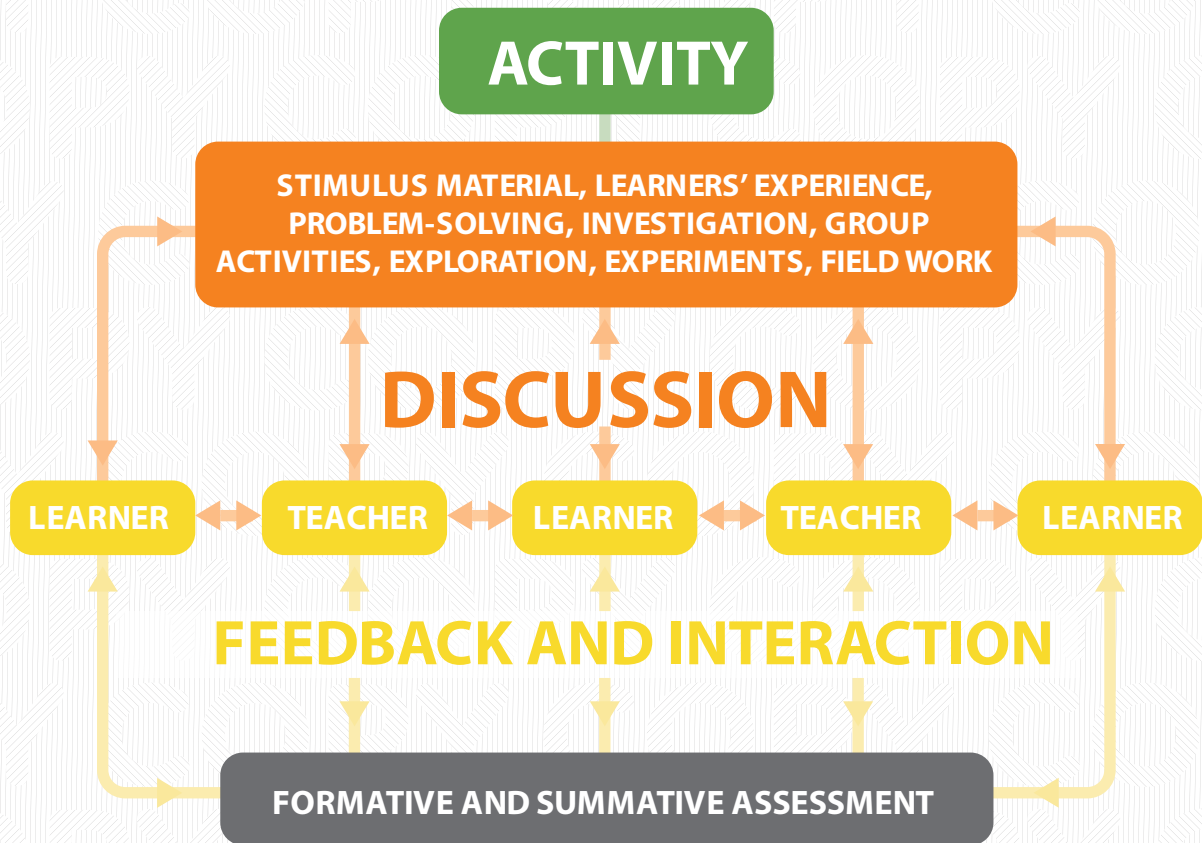 ACTIVITY
STIMULUS MATERIAL, LEARNERS’ EXPERIENCE,
PROBLEM-SOLVING, INVESTIGATION, GROUP
ACTIVITIES, EXPLORATION, EXPERIMENTS, FIELD WORK
DISCUSSION
LEARNER
TEACHER
LEARNER
TEACHER
LEARNER
FEEDBACK AND INTERACTION
FORMATIVE AND SUMMATIVE ASSESSMENT